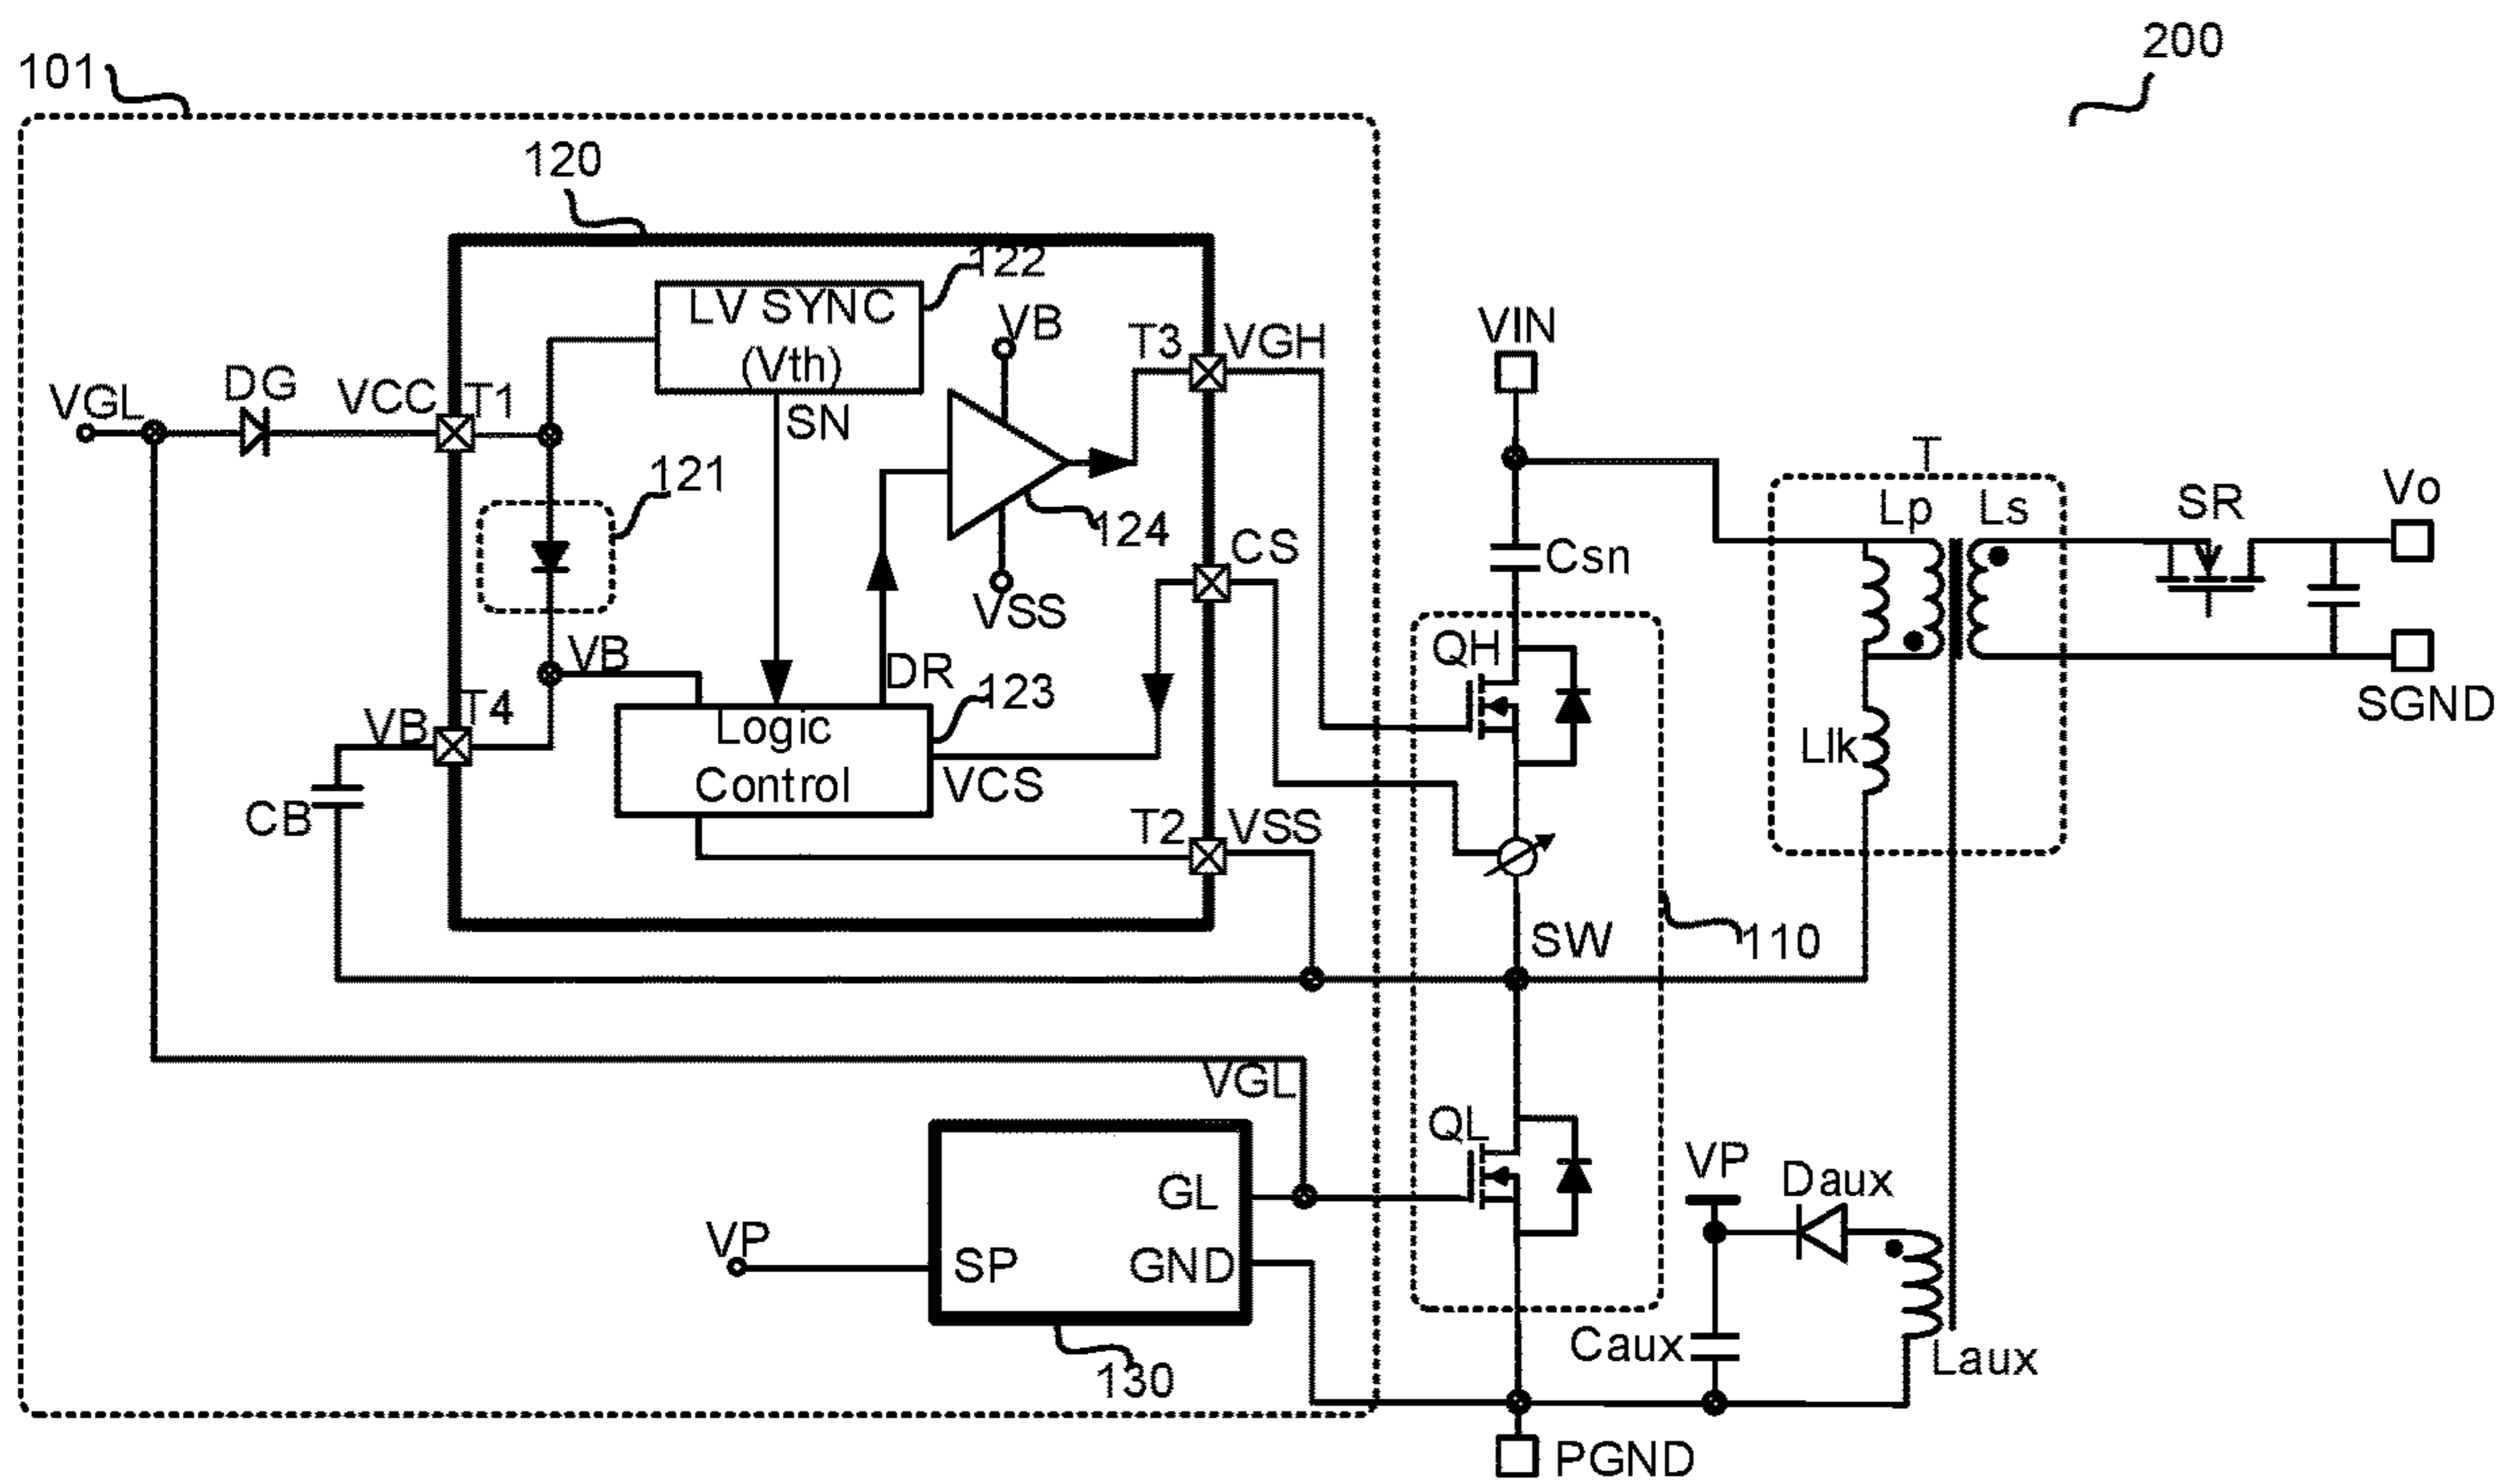 200
101
120
122
LV SYNC
(Vth)
VB
T3
VGH
VIN
DG
VGL
VCC
T1
SN
T
121
124
CS
Csn
Lp
Ls
SR
Vo
VSS
VB
DR
123
QH
T4
VB
Logic
Control
VCS
Llk
SGND
CB
T2
VSS
SW
110
VGL
QL
VP
Daux
GL
VP
SP
GND
Caux
Laux
130
PGND